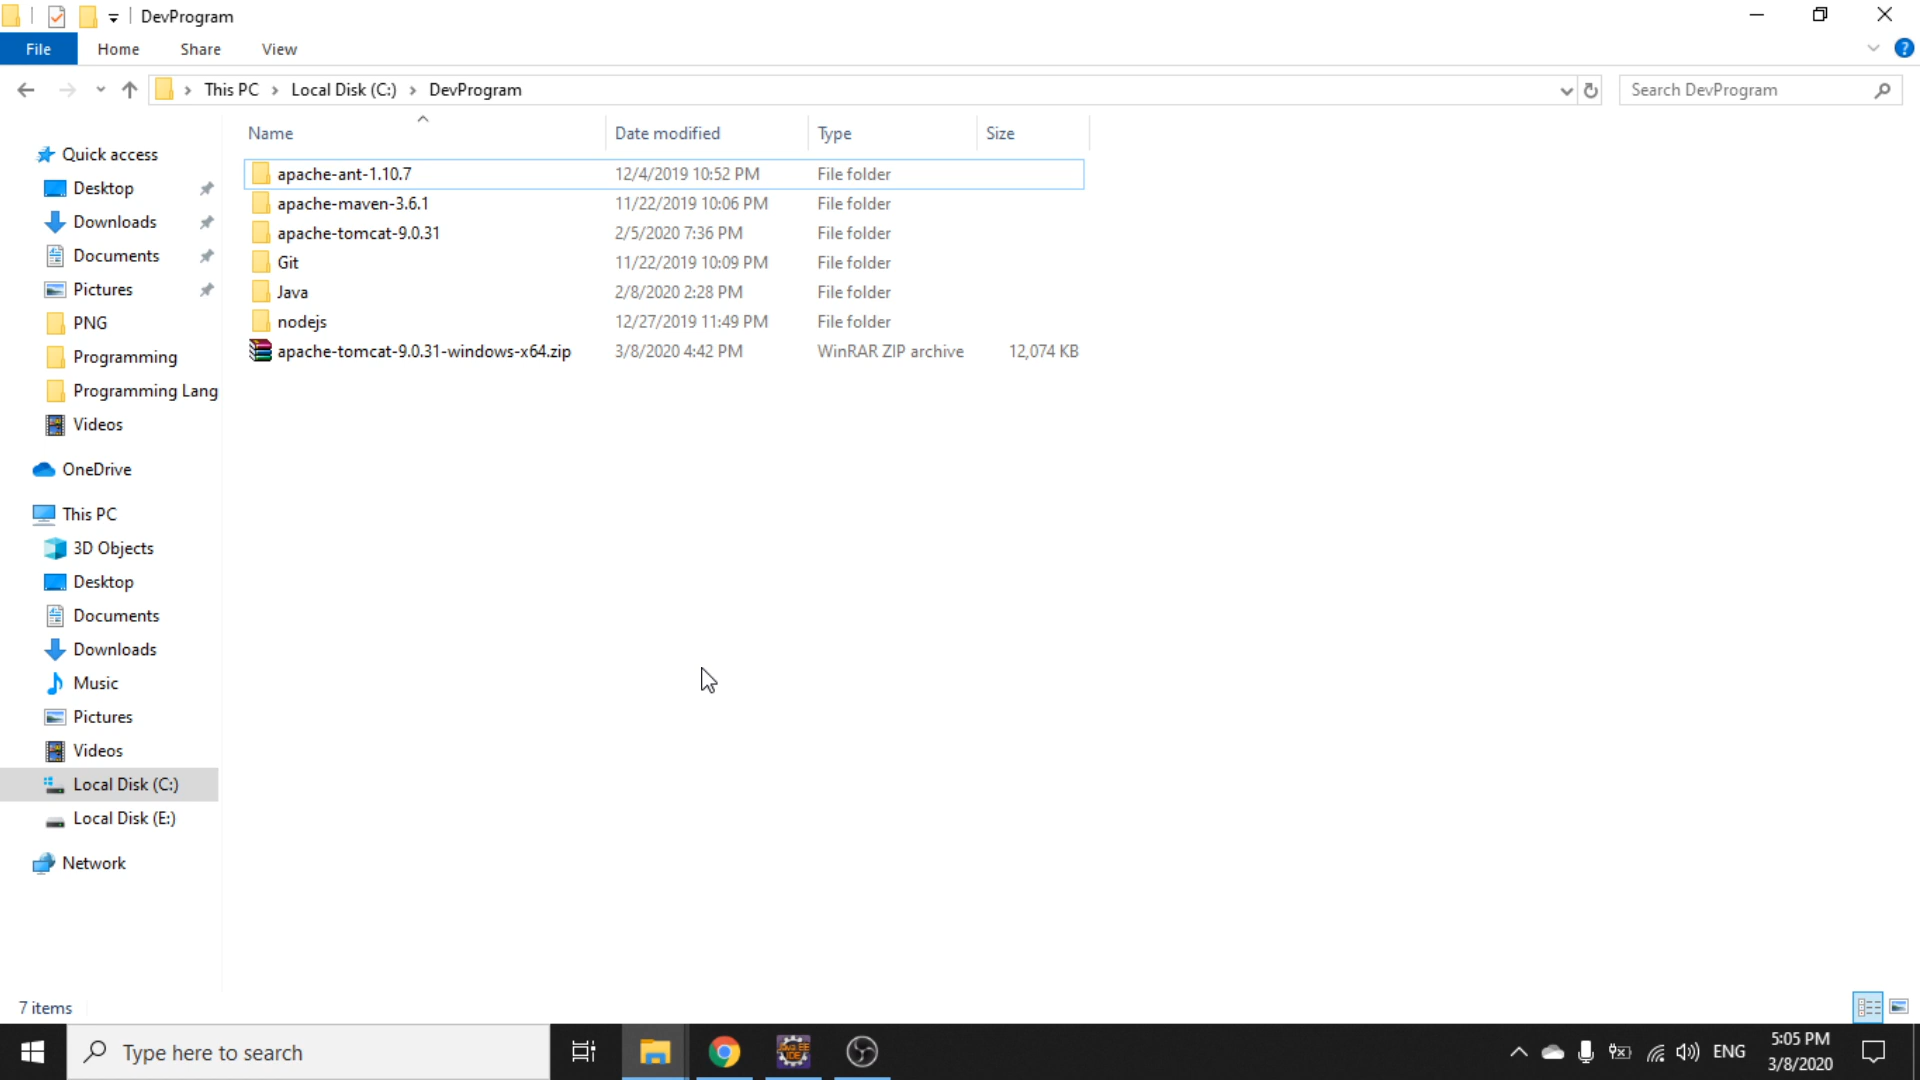 DevProgram
File Home Share View
This PC Local Disk (C:) DevProgram
Search DevProgram
Name Date modified Type Size
Quick access
Desktop
Downloads
Documents
Pictures
PNG
Programming
Programming Lang
Videos
OneDrive
This PC
3D Objects
Desktop
Documents
Downloads
Music
Pictures
Videos
Local Disk (C:)
Local Disk (E:)
Network
apache-ant-1.10.7 12/4/2019 10:52 PM File folder
apache-maven-3.6.1 11/22/2019 10:06 PM File folder
apache-tomcat-9.0.31 2/5/2020 7:36 PM File folder
Git 11/22/2019 10:09 PM File folder
Java 2/8/2020 2:28 PM File folder
nodejs 12/27/2019 11:49 PM File folder
apache-tomcat-9.0.31-windows-x64.zip 3/8/2020 4:42 PM WinRAR ZIP archive 12,074 KB
7 items
Type here to search
Java EE
IDE
ENG
5:05 PM
3/8/2020